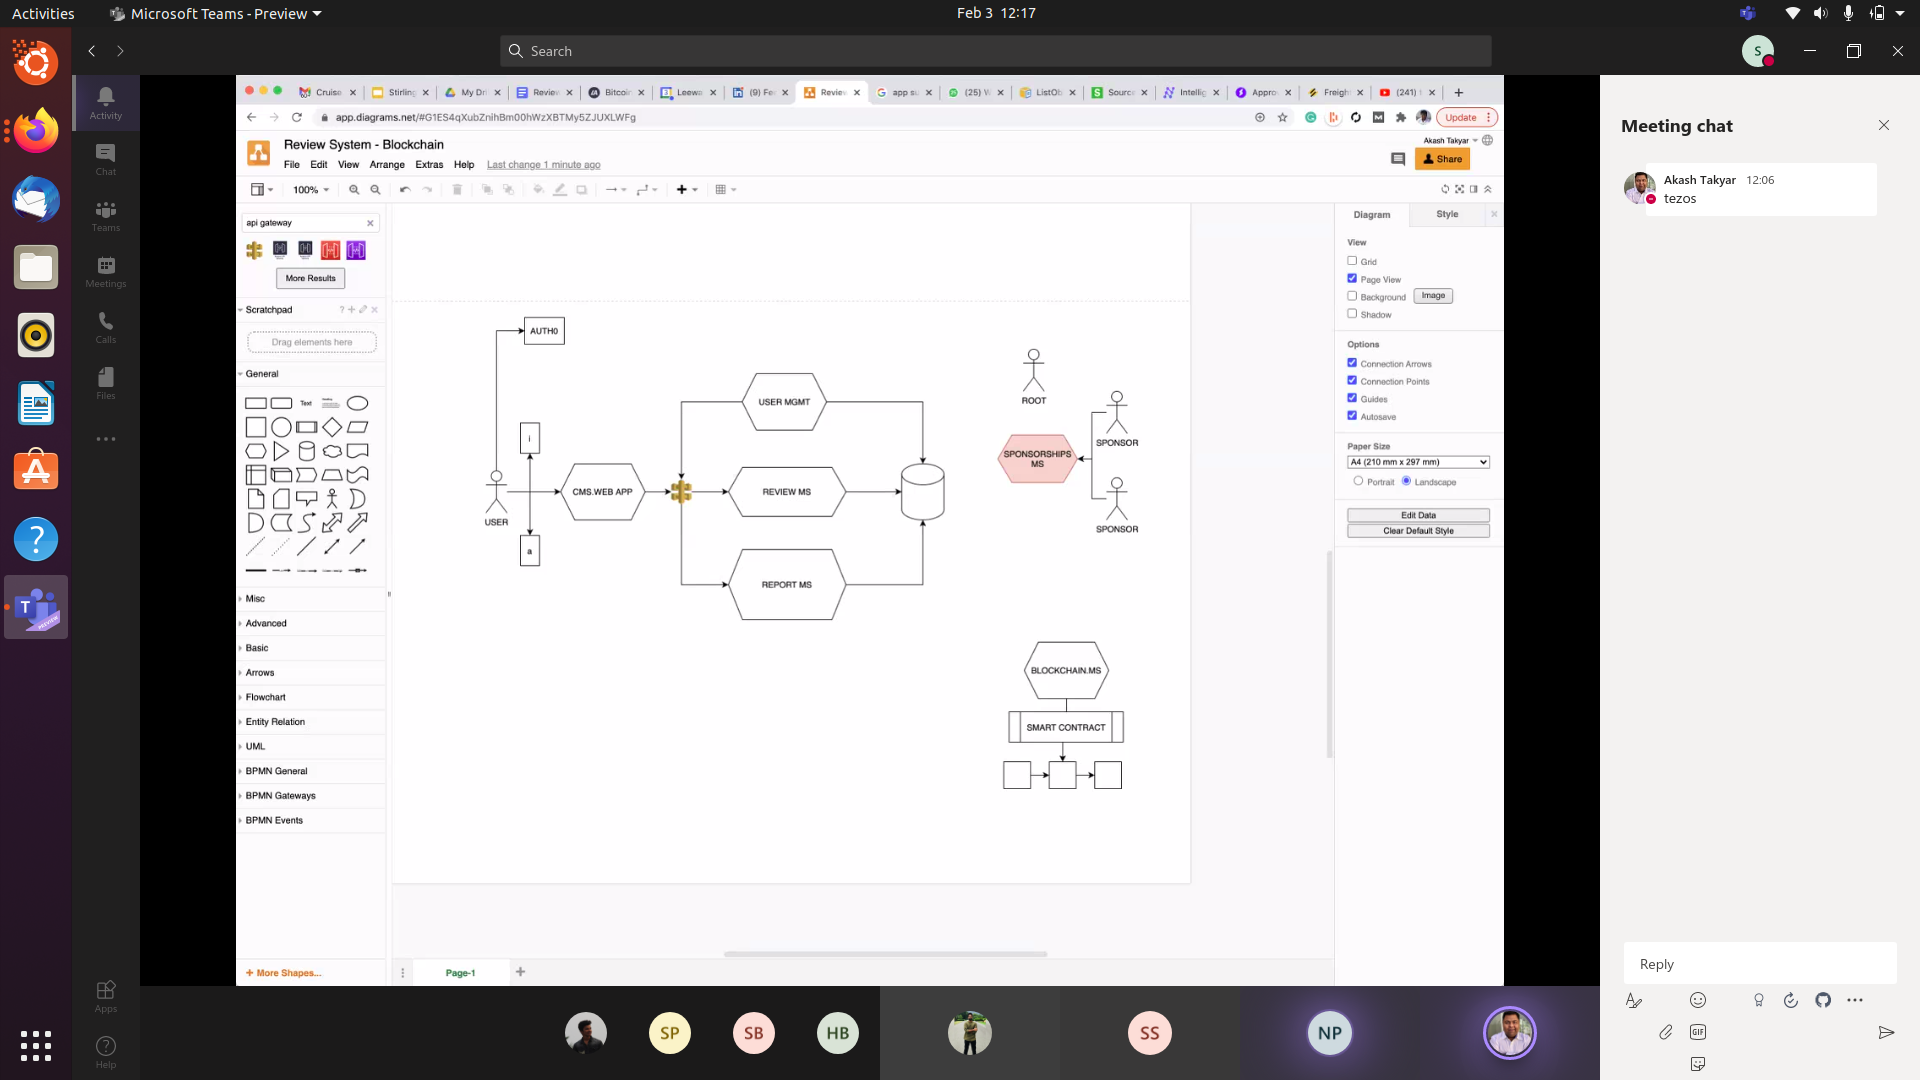 Activities
Microsoft Teams - Preview
Feb 3 12:17
Search
S
Activity
Chat
Teams
Meetings
Calls
Files
Apps
Help
Cruise
Stirling
My Dri
Review
Bitcoin
Leewa
(9) Fe
Review
app su
(25) W
ListOb
Source
Intellig
Approv
Freight
(241)
app.diagrams.net/#G1ES4qXubZnihBm00hWzXBTMy5ZJUXLWFg
Update
Review System - Blockchain
File Edit View Arrange Extras Help Last change 1 minute ago
Akash Takyar
Share
100%
api gateway
More Results
Scratchpad
Drag elements here
General
Text
Misc
Advanced
Basic
Arrows
Flowchart
Entity Relation
UML
BPMN General
BPMN Gateways
BPMN Events
+ More Shapes...
AUTH0
i
USER
a
CMS.WEB APP
USER MGMT
REVIEW MS
REPORT MS
ROOT
SPONSORSHIPS
MS
SPONSOR
SPONSOR
BLOCKCHAIN.MS
SMART CONTRACT
Page-1
Diagram
Style
View
Grid
Page View
Background
Image
Shadow
Options
Connection Arrows
Connection Points
Guides
Autosave
Paper Size
A4 (210 mm x 297 mm)
Portrait
Landscape
Edit Data
Clear Default Style
Meeting chat
Akash Takyar 12:06
tezos
Reply
GIF
SP
SB
HB
SS
NP
T
PREVIEW